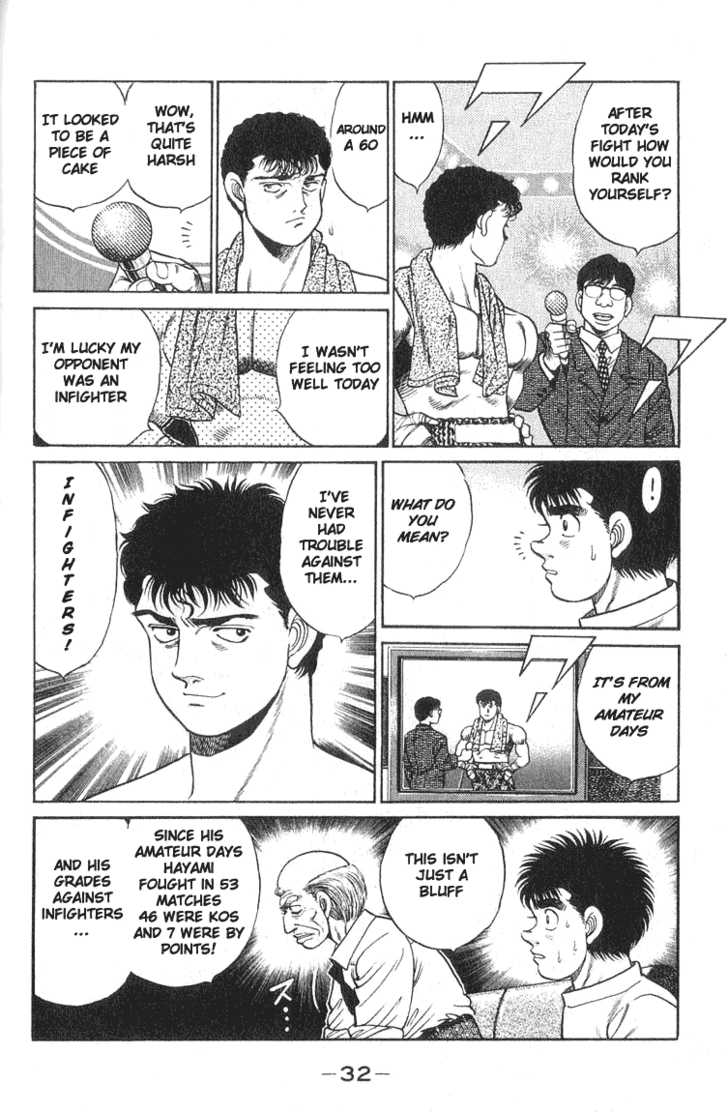 AFTER
TODAY'S
FIGHT HOW
WOULD YOU
RANK
YOURSELF?
HMM
...
AROUND
A 60
WOW,
THAT'S
QUITE
HARSH
IT LOOKED
TO BE A
PIECE OF
CAKE
I WASN'T
FEELING TOO
WELL TODAY
I'M LUCKY MY
OPPONENT
WAS AN
INFIGHTER
!
WHAT DO
YOU
MEAN?
IT'S FROM
MY
AMATEUR
DAYS
I'VE
NEVER
HAD
TROUBLE
AGAINST
THEM...
INFIGHTERS!
THIS ISN'T
JUST A
BLUFF
SINCE HIS
AMATEUR DAYS
HAYAMI
FOUGHT IN 53
MATCHES
46 WERE KOS
AND 7 WERE BY
POINTS!
AND HIS
GRADES
AGAINST
INFIGHTERS
...
ス...
—32—